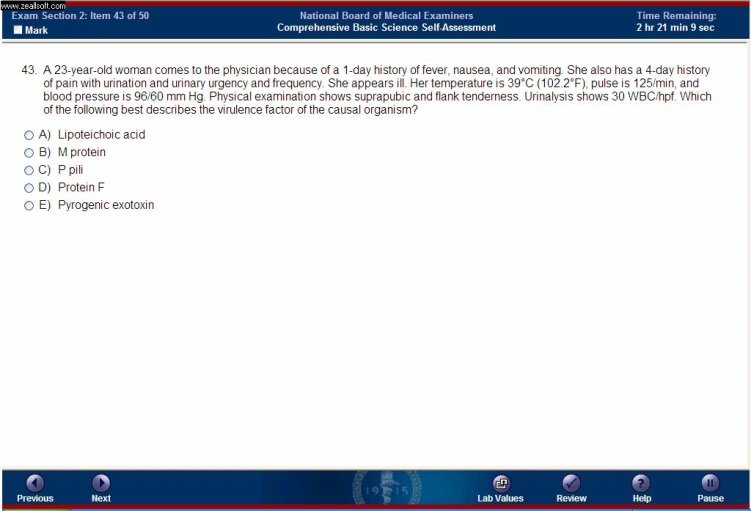 www.zeallsoft.com
Exam Section 2: Item 43 of 50
National Board of Medical Examiners
Time Remaining:
Mark
Comprehensive Basic Science Self-Assessment
2 hr 21 min 9 sec
43. A 23-year-old woman comes to the physician because of a 1-day history of fever, nausea, and vomiting. She also has a 4-day history
of pain with urination and urinary urgency and frequency. She appears ill. Her temperature is 39°C (102.2°F), pulse is 125/min, and
blood pressure is 96/60 mm Hg. Physical examination shows suprapubic and flank tenderness. Urinalysis shows 30 WBC/hpf. Which
of the following best describes the virulence factor of the causal organism?
A) Lipoteichoic acid
B) M protein
C) P pili
D) Protein F
E) Pyrogenic exotoxin
19 15
Previous
Next
Lab Values
Review
Help
Pause